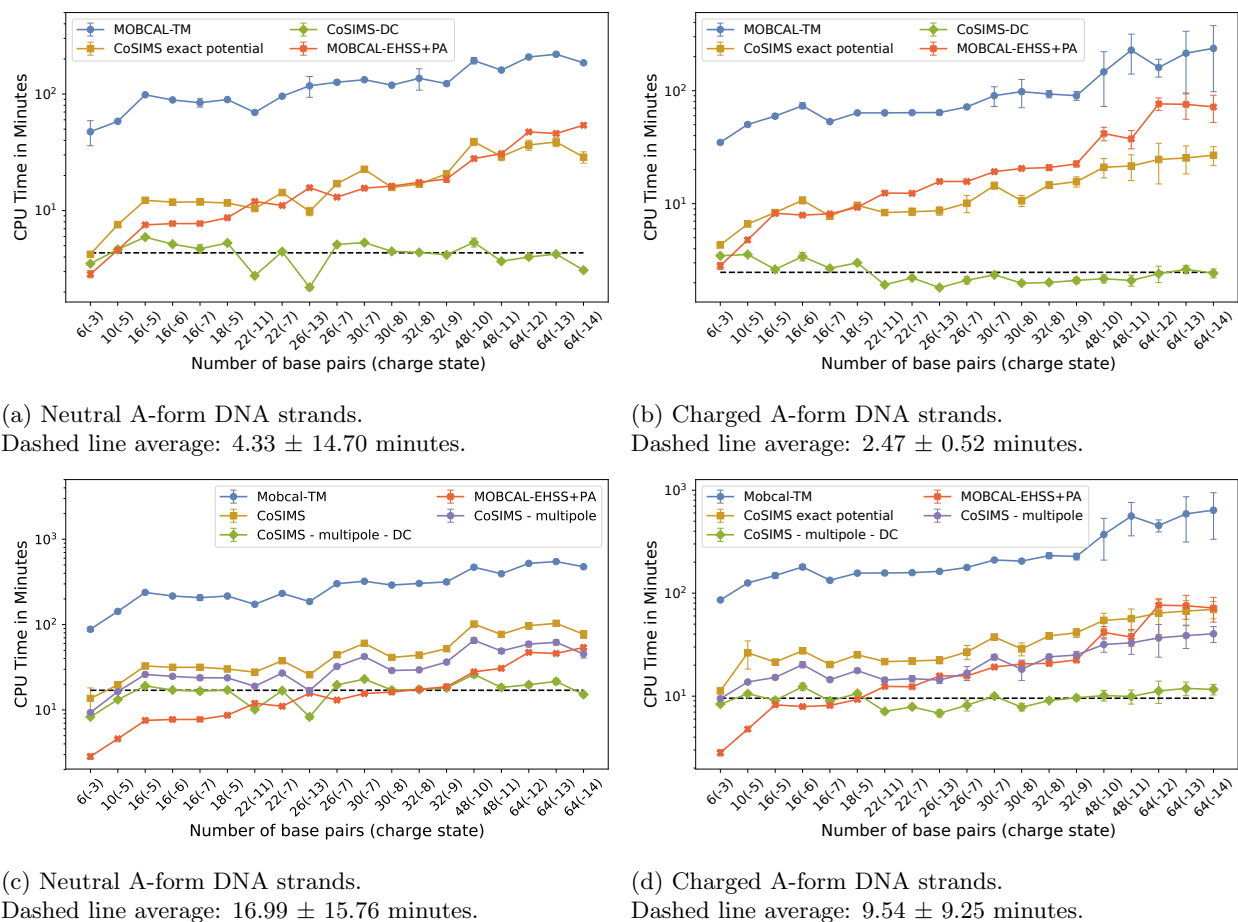 MOBCAL-TM
CoSIMS exact potential
CoSIMS-DC
MOBCAL-EHSS+PA
CPU Time in Minutes
10²
10¹
6(-3) 10(-5) 16(-5) 16(-6) 16(-7) 18(-5) 22(-11) 22(-7) 26(-13) 26(-7) 30(-7) 30(-8) 32(-8) 32(-9) 48(-10) 48(-11) 64(-12) 64(-13) 64(-14)
Number of base pairs (charge state)
(a) Neutral A-form DNA strands.
Dashed line average: 4.33 ± 14.70 minutes.
MOBCAL-TM
CoSIMS exact potential
CoSIMS-DC
MOBCAL-EHSS+PA
CPU Time in Minutes
10²
10¹
6(-3) 10(-5) 16(-5) 16(-6) 16(-7) 18(-5) 22(-11) 22(-7) 26(-13) 26(-7) 30(-7) 30(-8) 32(-8) 32(-9) 48(-10) 48(-11) 64(-12) 64(-13) 64(-14)
Number of base pairs (charge state)
(b) Charged A-form DNA strands.
Dashed line average: 2.47 ± 0.52 minutes.
Mobcal-TM
CoSIMS
CoSIMS - multipole - DC
MOBCAL-EHSS+PA
CoSIMS - multipole
CPU Time in Minutes
10³
10²
10¹
6(-3) 10(-5) 16(-5) 16(-6) 16(-7) 18(-5) 22(-11) 22(-7) 26(-13) 26(-7) 30(-7) 30(-8) 32(-8) 32(-9) 48(-10) 48(-11) 64(-12) 64(-13) 64(-14)
Number of base pairs (charge state)
(c) Neutral A-form DNA strands.
Dashed line average: 16.99 ± 15.76 minutes.
Mobcal-TM
CoSIMS exact potential
CoSIMS - multipole - DC
MOBCAL-EHSS+PA
CoSIMS - multipole
CPU Time in Minutes
10³
10²
10¹
6(-3) 10(-5) 16(-5) 16(-6) 16(-7) 18(-5) 22(-11) 22(-7) 26(-13) 26(-7) 30(-7) 30(-8) 32(-8) 32(-9) 48(-10) 48(-11) 64(-12) 64(-13) 64(-14)
Number of base pairs (charge state)
(d) Charged A-form DNA strands.
Dashed line average: 9.54 ± 9.25 minutes.